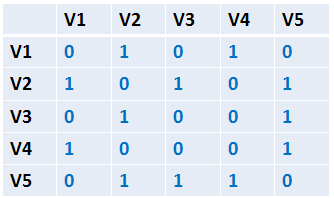 V1 V2 V3 V4 V5
V1 0 1 0 1 0
V2 1 0 1 0 1
V3 0 1 0 0 1
V4 1 0 0 0 1
V5 0 1 1 1 0